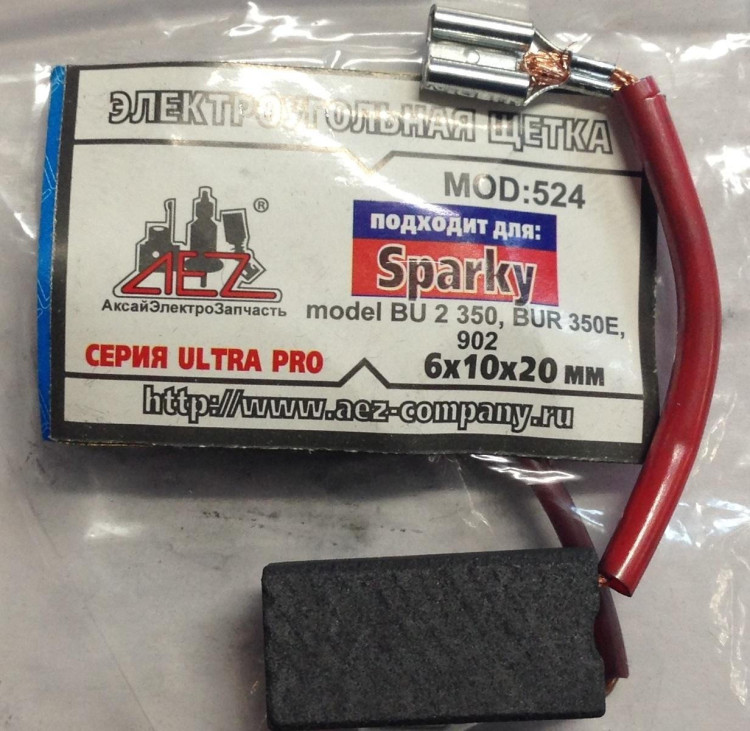 ЭЛЕКТРОУГОЛЬНАЯ ЩЕТКА
MOD:524
ПОДХОДИТ ДЛЯ:
Sparky
AEZ ®
АксайЭлектроЗапчасть
model BU 2 350, BUR 350E,
902
СЕРИЯ ULTRA PRO
6x10x20 мм
http://www.aez-company.ru